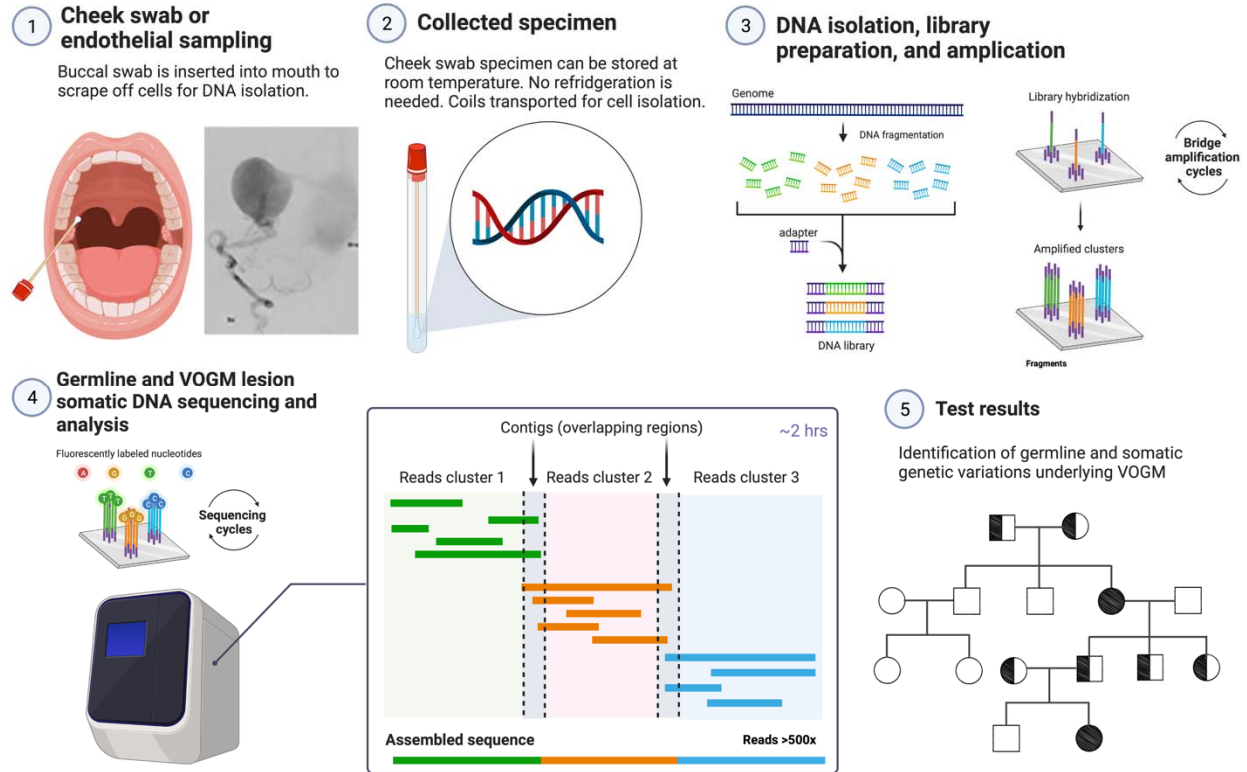 1
Cheek swab or
endothelial sampling
Buccal swab is inserted into mouth to
scrape off cells for DNA isolation.
2
Collected specimen
Cheek swab specimen can be stored at
room temperature. No refridgeration is
needed. Coils transported for cell isolation.
3
DNA isolation, library
preparation, and amplication
Genome
DNA fragmentation
adapter
DNA library
Library hybridization
Bridge
amplification
cycles
Amplified clusters
Fragments
4
Germline and VOGM lesion
somatic DNA sequencing and
analysis
Fluorescently labeled nucleotides
A G T C
T T T
G G G
C C C
Sequencing
cycles
Contigs (overlapping regions)
~2 hrs
Reads cluster 1
Reads cluster 2
Reads cluster 3
Assembled sequence
Reads >500x
5
Test results
Identification of germline and somatic
genetic variations underlying VOGM